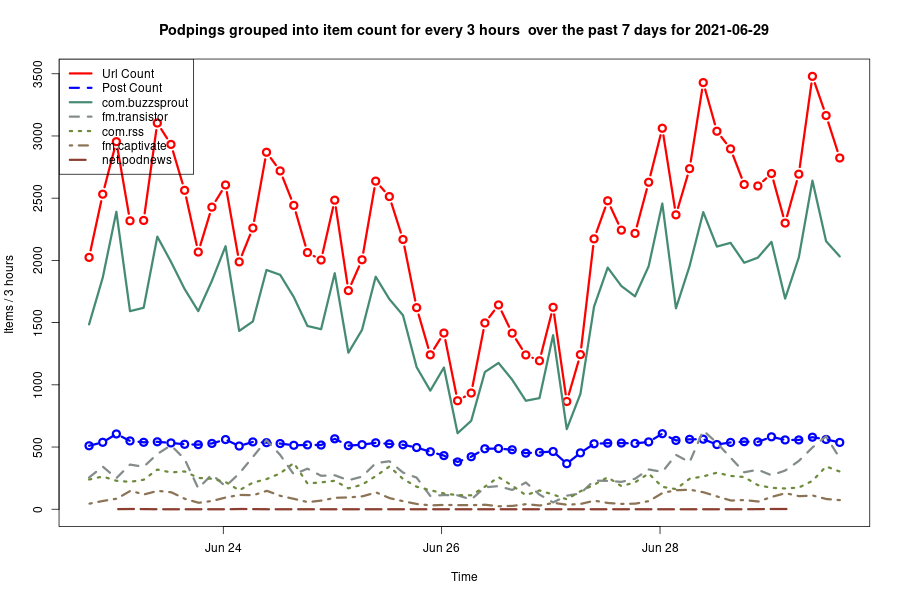 Podpings grouped into item count for every 3 hours  over the past 7 days for 2021-06-29
Items / 3 hours
3500
3000
2500
2000
1500
1000
500
0
Url Count
Post Count
com.buzzsprout
fm.transistor
com.rss
fm.captivate
net.podnews
Jun 24
Jun 26
Jun 28
Time